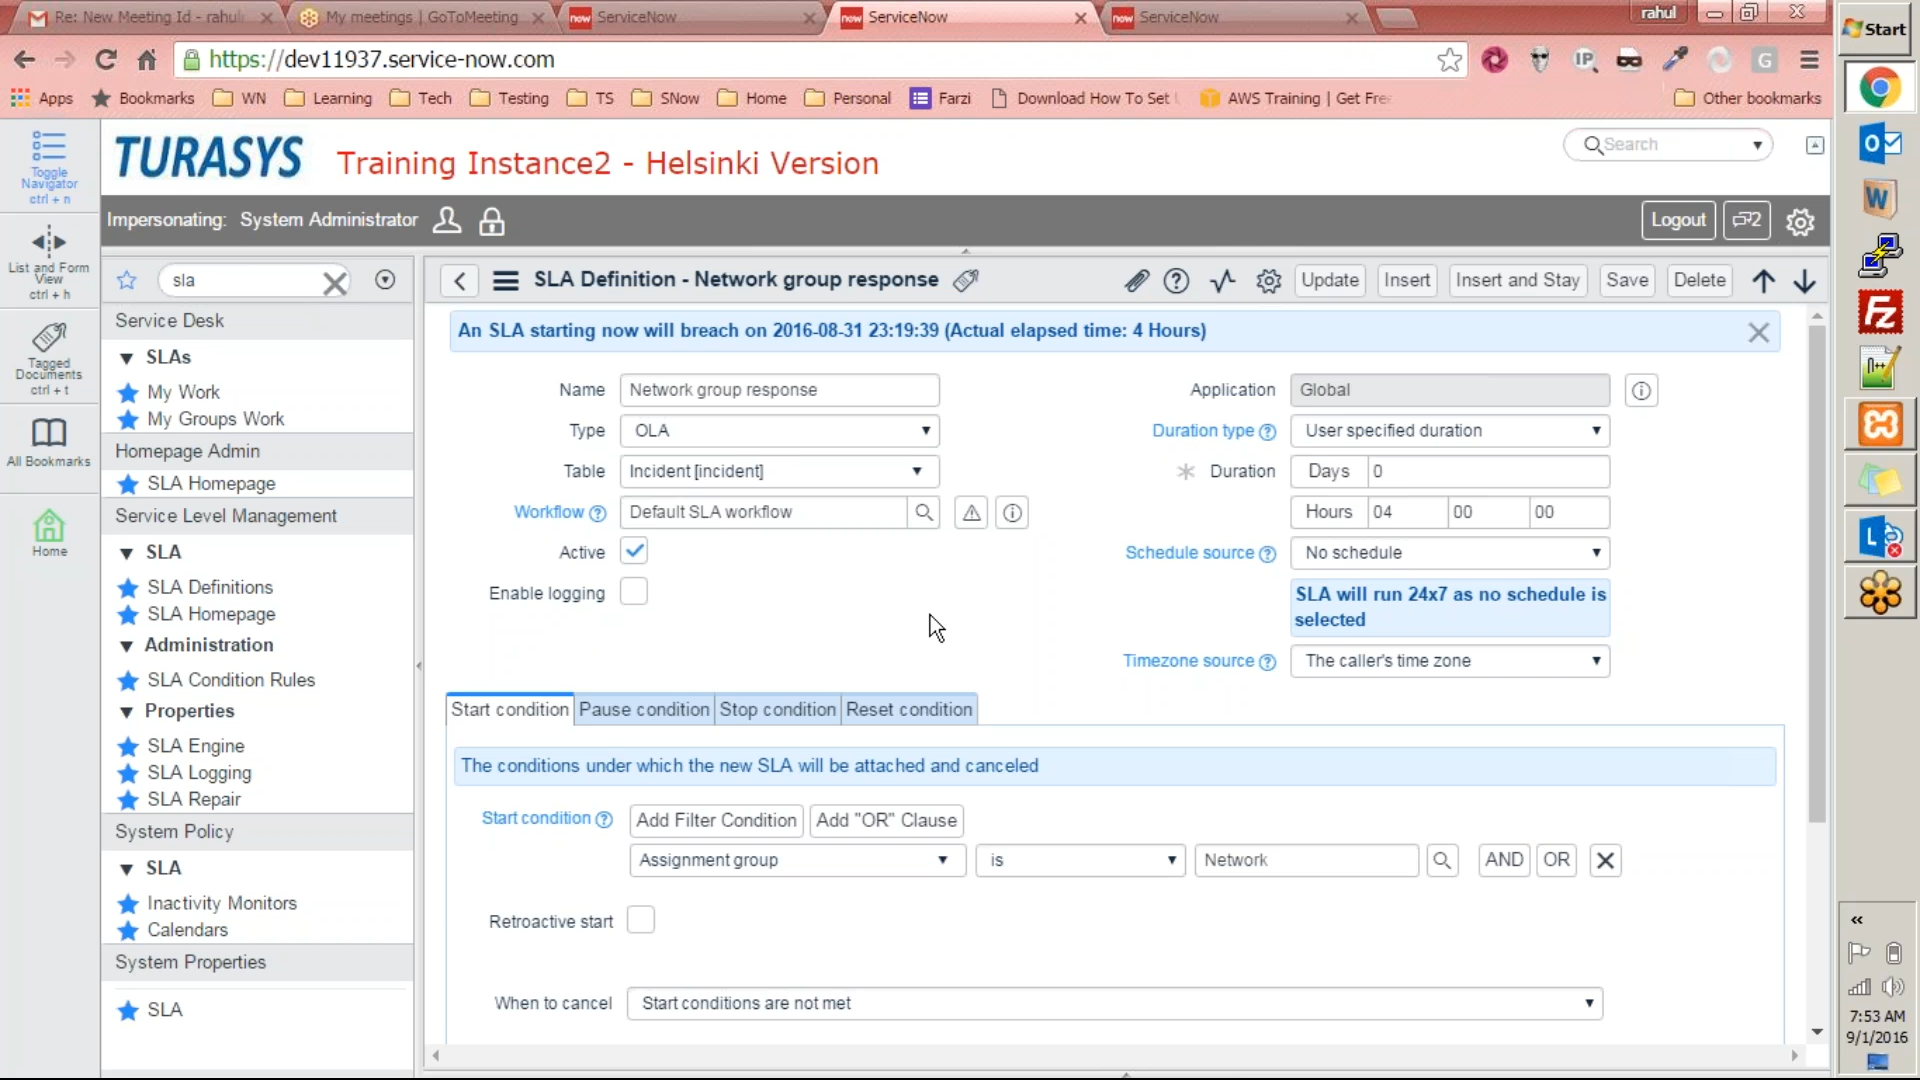 Re: New Meeting Id - rahul
My meetings | GoToMeeting
now ServiceNow
now ServiceNow
now ServiceNow
rahul
Start
https://dev11937.service-now.com
IP
G
Apps
Bookmarks
WN
Learning
Tech
Testing
TS
SNow
Home
Personal
Farzi
Download How To Set
AWS Training | Get Free
Other bookmarks
Toggle
Navigator
ctrl + n
TURASYS
Training Instance2 - Helsinki Version
Search
Impersonating: System Administrator
Logout
2
List and Form
View
ctrl + h
Tagged
Documents
ctrl + t
All Bookmarks
Home
sla
Service Desk
SLAs
My Work
My Groups Work
Homepage Admin
SLA Homepage
Service Level Management
SLA
SLA Definitions
SLA Homepage
Administration
SLA Condition Rules
Properties
SLA Engine
SLA Logging
SLA Repair
System Policy
SLA
Inactivity Monitors
Calendars
System Properties
SLA
SLA Definition - Network group response
Update
Insert
Insert and Stay
Save
Delete
An SLA starting now will breach on 2016-08-31 23:19:39 (Actual elapsed time: 4 Hours)
Name Network group response
Type OLA
Table Incident [incident]
Workflow Default SLA workflow
Active
Enable logging
Application Global
Duration type User specified duration
Duration Days 0
Hours 04 00 00
Schedule source No schedule
SLA will run 24x7 as no schedule is
selected
Timezone source The caller's time zone
Start condition
Pause condition
Stop condition
Reset condition
The conditions under which the new SLA will be attached and canceled
Start condition Add Filter Condition Add "OR" Clause
Assignment group is Network AND OR
Retroactive start
When to cancel Start conditions are not met
7:53 AM
9/1/2016